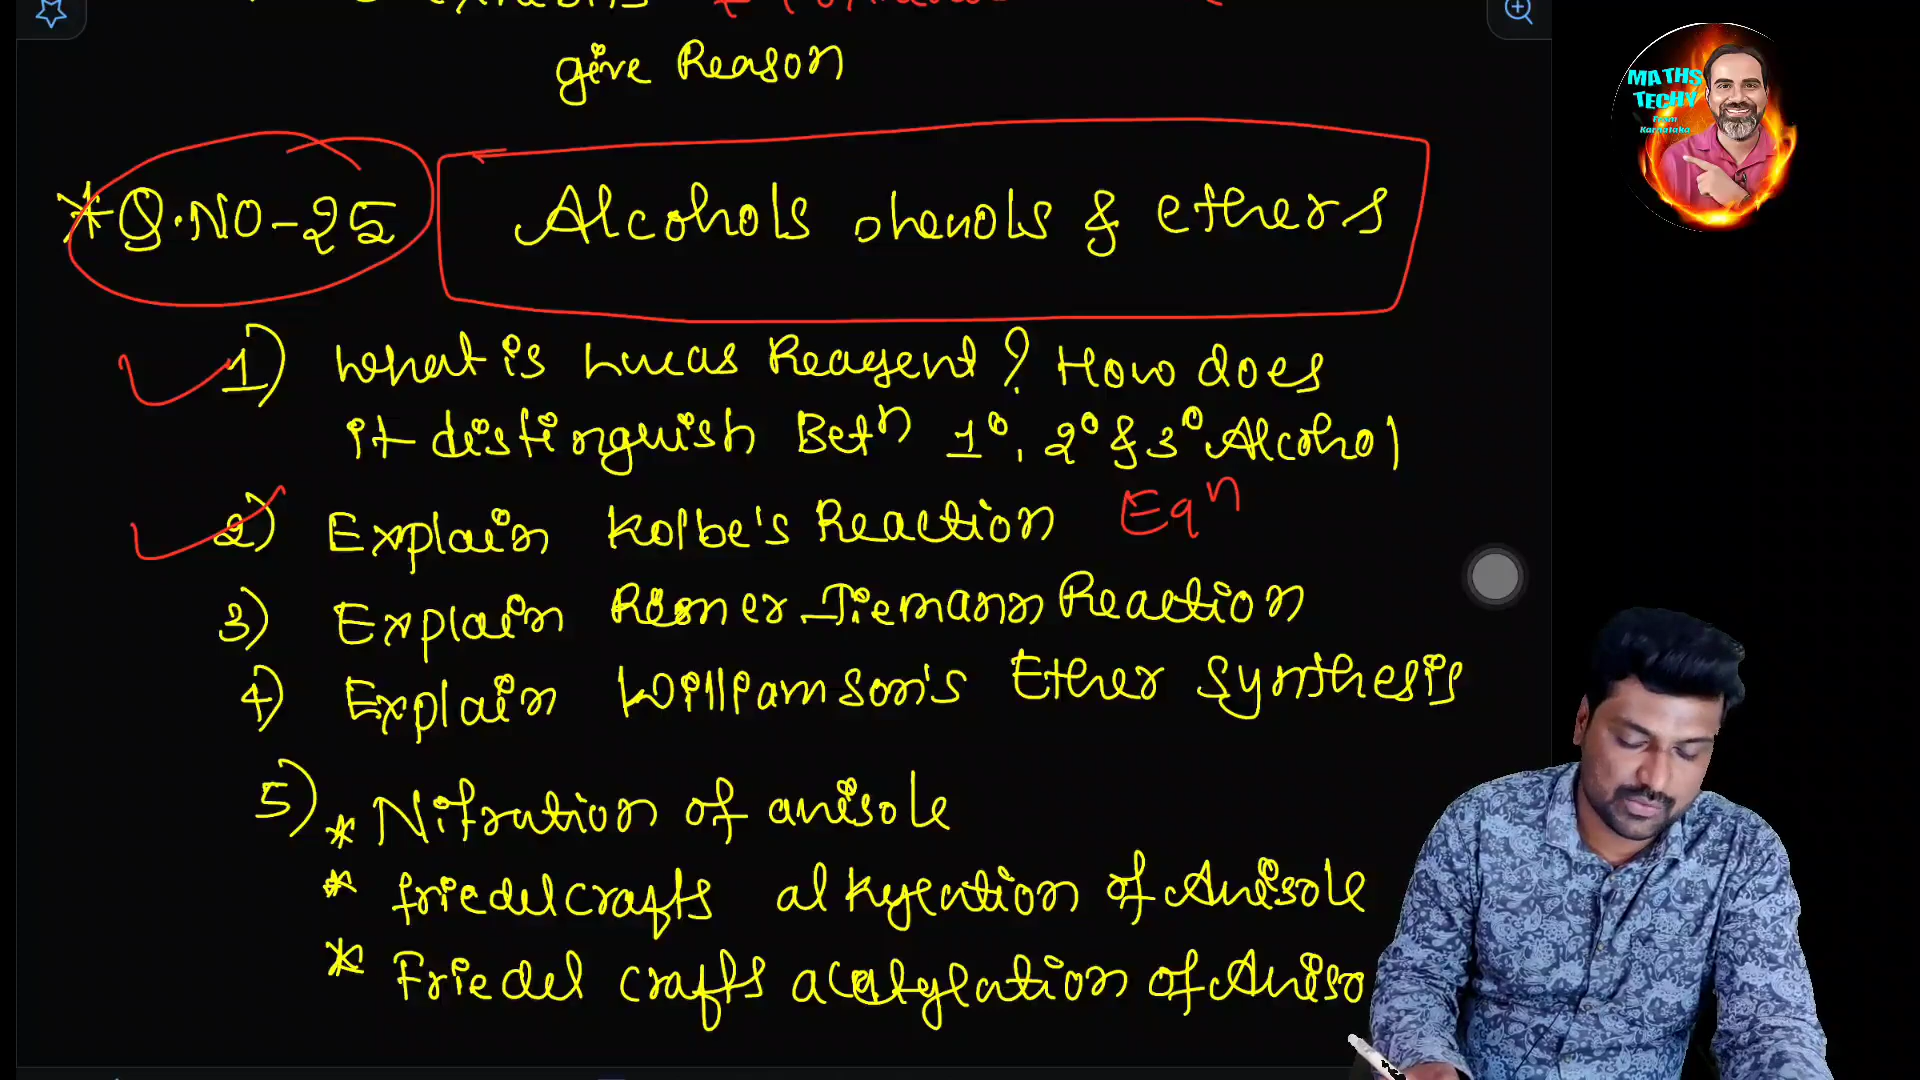 give Reason
MATHS
TECHY
From
Karnataka
*Q.NO-25 Alcohols phenols & ethers
1) What is Lucas Reagent? How does
it distinguish Betn 1°, 2° & 3° Alcohol
2) Explain Kolbe's Reaction Eqn
3) Explain Reimer-Tiemann Reaction
4) Explain Williamson's Ether Synthesis
5) * Nitration of anisole
* friedel crafts alkylation of Anisole
* Friedel crafts acetylation of Aniso